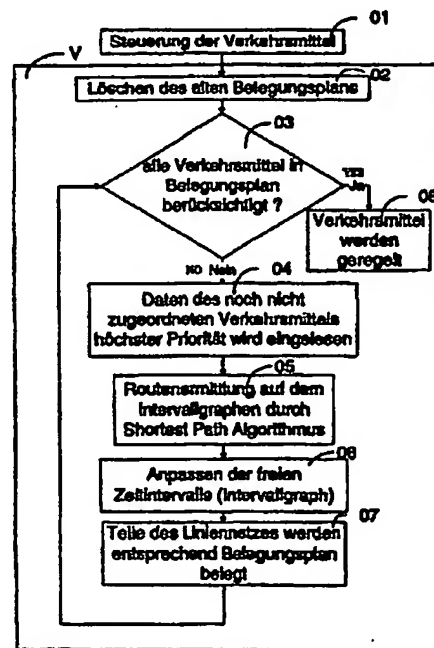 01
Steuerung der Verkehrsmittel
V
02
Löschen des alten Belegungsplans
03
alle Verkehrsmittel in
Belegungsplan
berücksichtigt ?
YES
Ja
08
Verkehrsmittel
werden
geregelt
NO Nein
04
Daten des noch nicht
zugeordneten Verkehrsmittels
höchster Priorität wird eingelesen
05
Routenermittlung auf dem
Intervallgraphen durch
Shortest Path Algorithmus
06
Anpassen der freien
Zeitintervalle (Intervallgraph)
07
Teile des Liniennetzes werden
entsprechend Belegungsplan
belegt